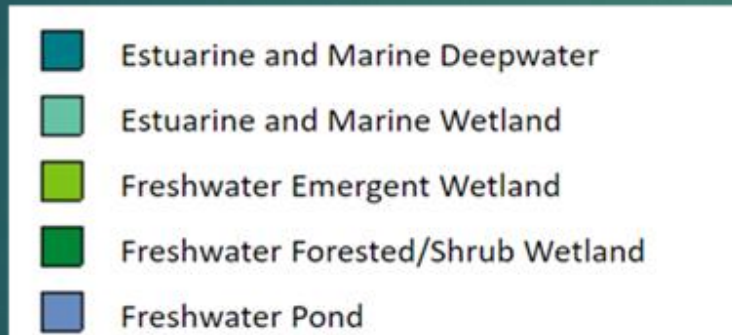 Estuarine and Marine Deepwater
Estuarine and Marine Wetland
Freshwater Emergent Wetland
Freshwater Forested/Shrub Wetland
Freshwater Pond